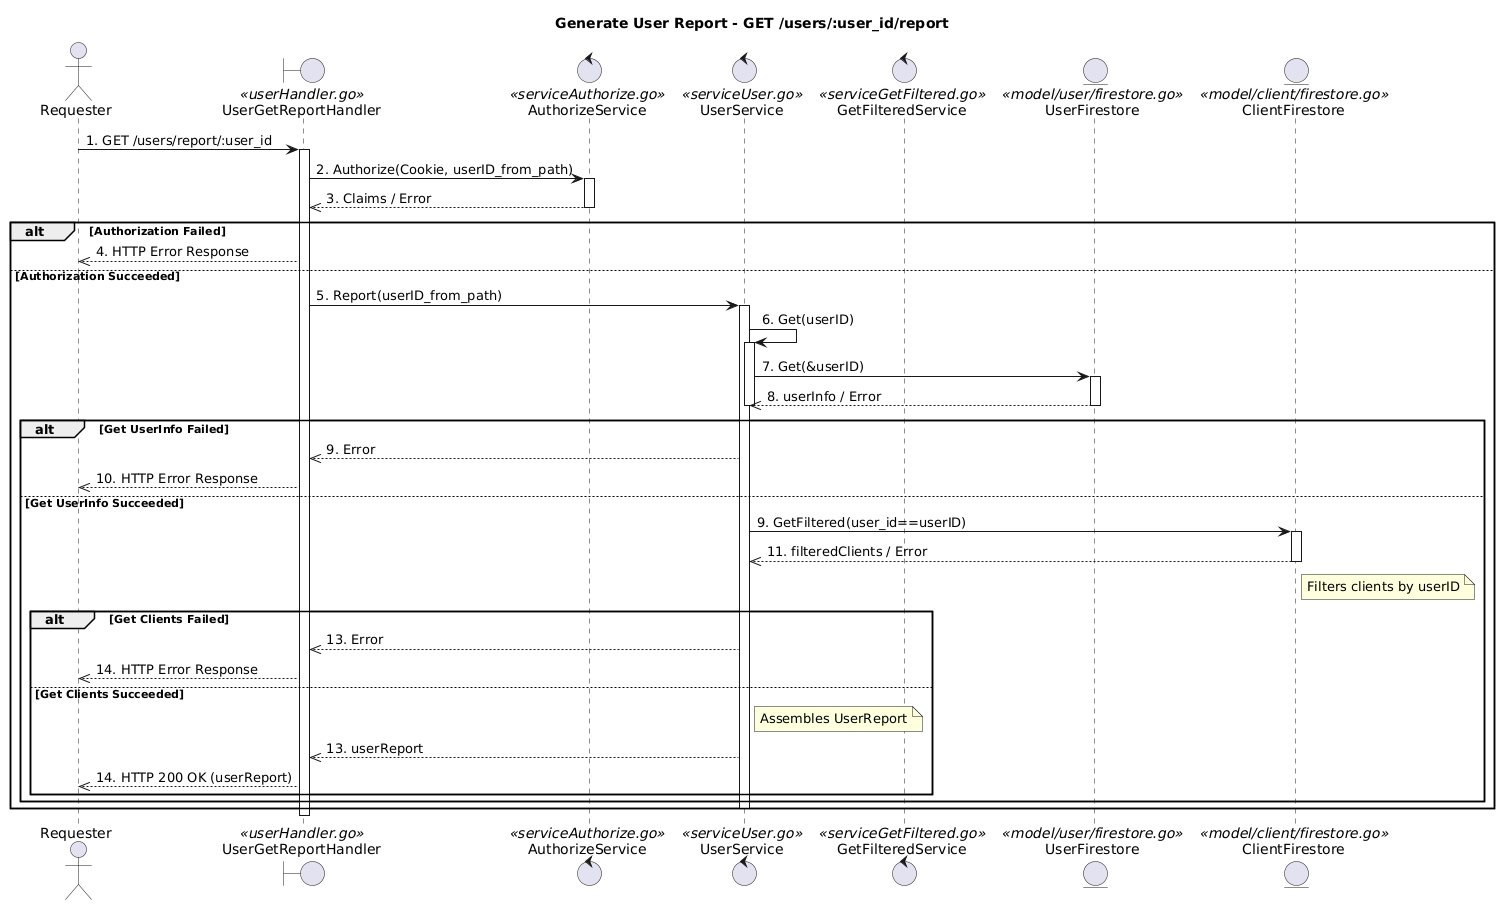 Generate User Report - GET /users/:user_id/report
«userHandler.go»
UserGetReportHandler
«serviceAuthorize.go»
AuthorizeService
«serviceUser.go»
UserService
«serviceGetFiltered.go»
GetFilteredService
«model/user/firestore.go»
UserFirestore
«model/client/firestore.go»
ClientFirestore
Requester
1. GET /users/report/:user_id
2. Authorize(Cookie, userID_from_path)
3. Claims / Error
alt
[Authorization Failed]
4. HTTP Error Response
[Authorization Succeeded]
5. Report(userID_from_path)
6. Get(userID)
7. Get(&userID)
8. userInfo / Error
alt
[Get UserInfo Failed]
9. Error
10. HTTP Error Response
[Get UserInfo Succeeded]
9. GetFiltered(user_id==userID)
11. filteredClients / Error
Filters clients by userID
alt
[Get Clients Failed]
13. Error
14. HTTP Error Response
[Get Clients Succeeded]
Assembles UserReport
13. userReport
14. HTTP 200 OK (userReport)
Requester
«userHandler.go»
UserGetReportHandler
«serviceAuthorize.go»
AuthorizeService
«serviceUser.go»
UserService
«serviceGetFiltered.go»
GetFilteredService
«model/user/firestore.go»
UserFirestore
«model/client/firestore.go»
ClientFirestore